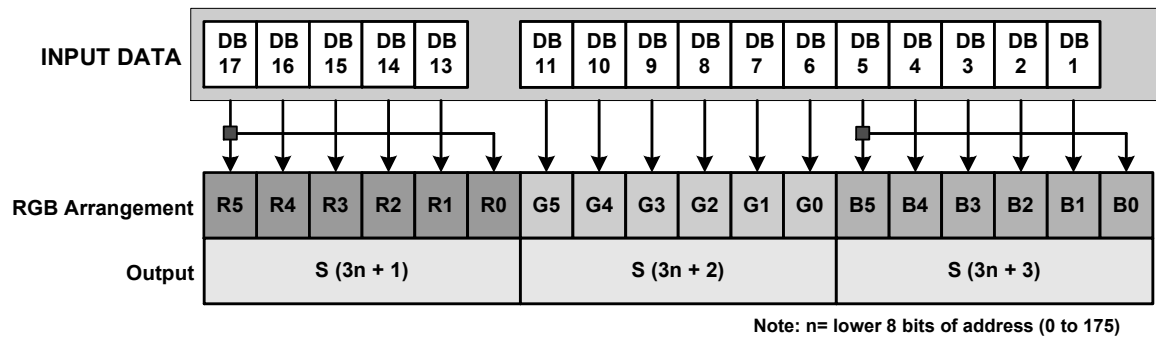 INPUT DATA
DB 17 DB 16 DB 15 DB 14 DB 13 DB 11 DB 10 DB 9 DB 8 DB 7 DB 6 DB 5 DB 4 DB 3 DB 2 DB 1
RGB Arrangement R5 R4 R3 R2 R1 R0 G5 G4 G3 G2 G1 G0 B5 B4 B3 B2 B1 B0
Output S (3n + 1) S (3n + 2) S (3n + 3)
Note: n= lower 8 bits of address (0 to 175)